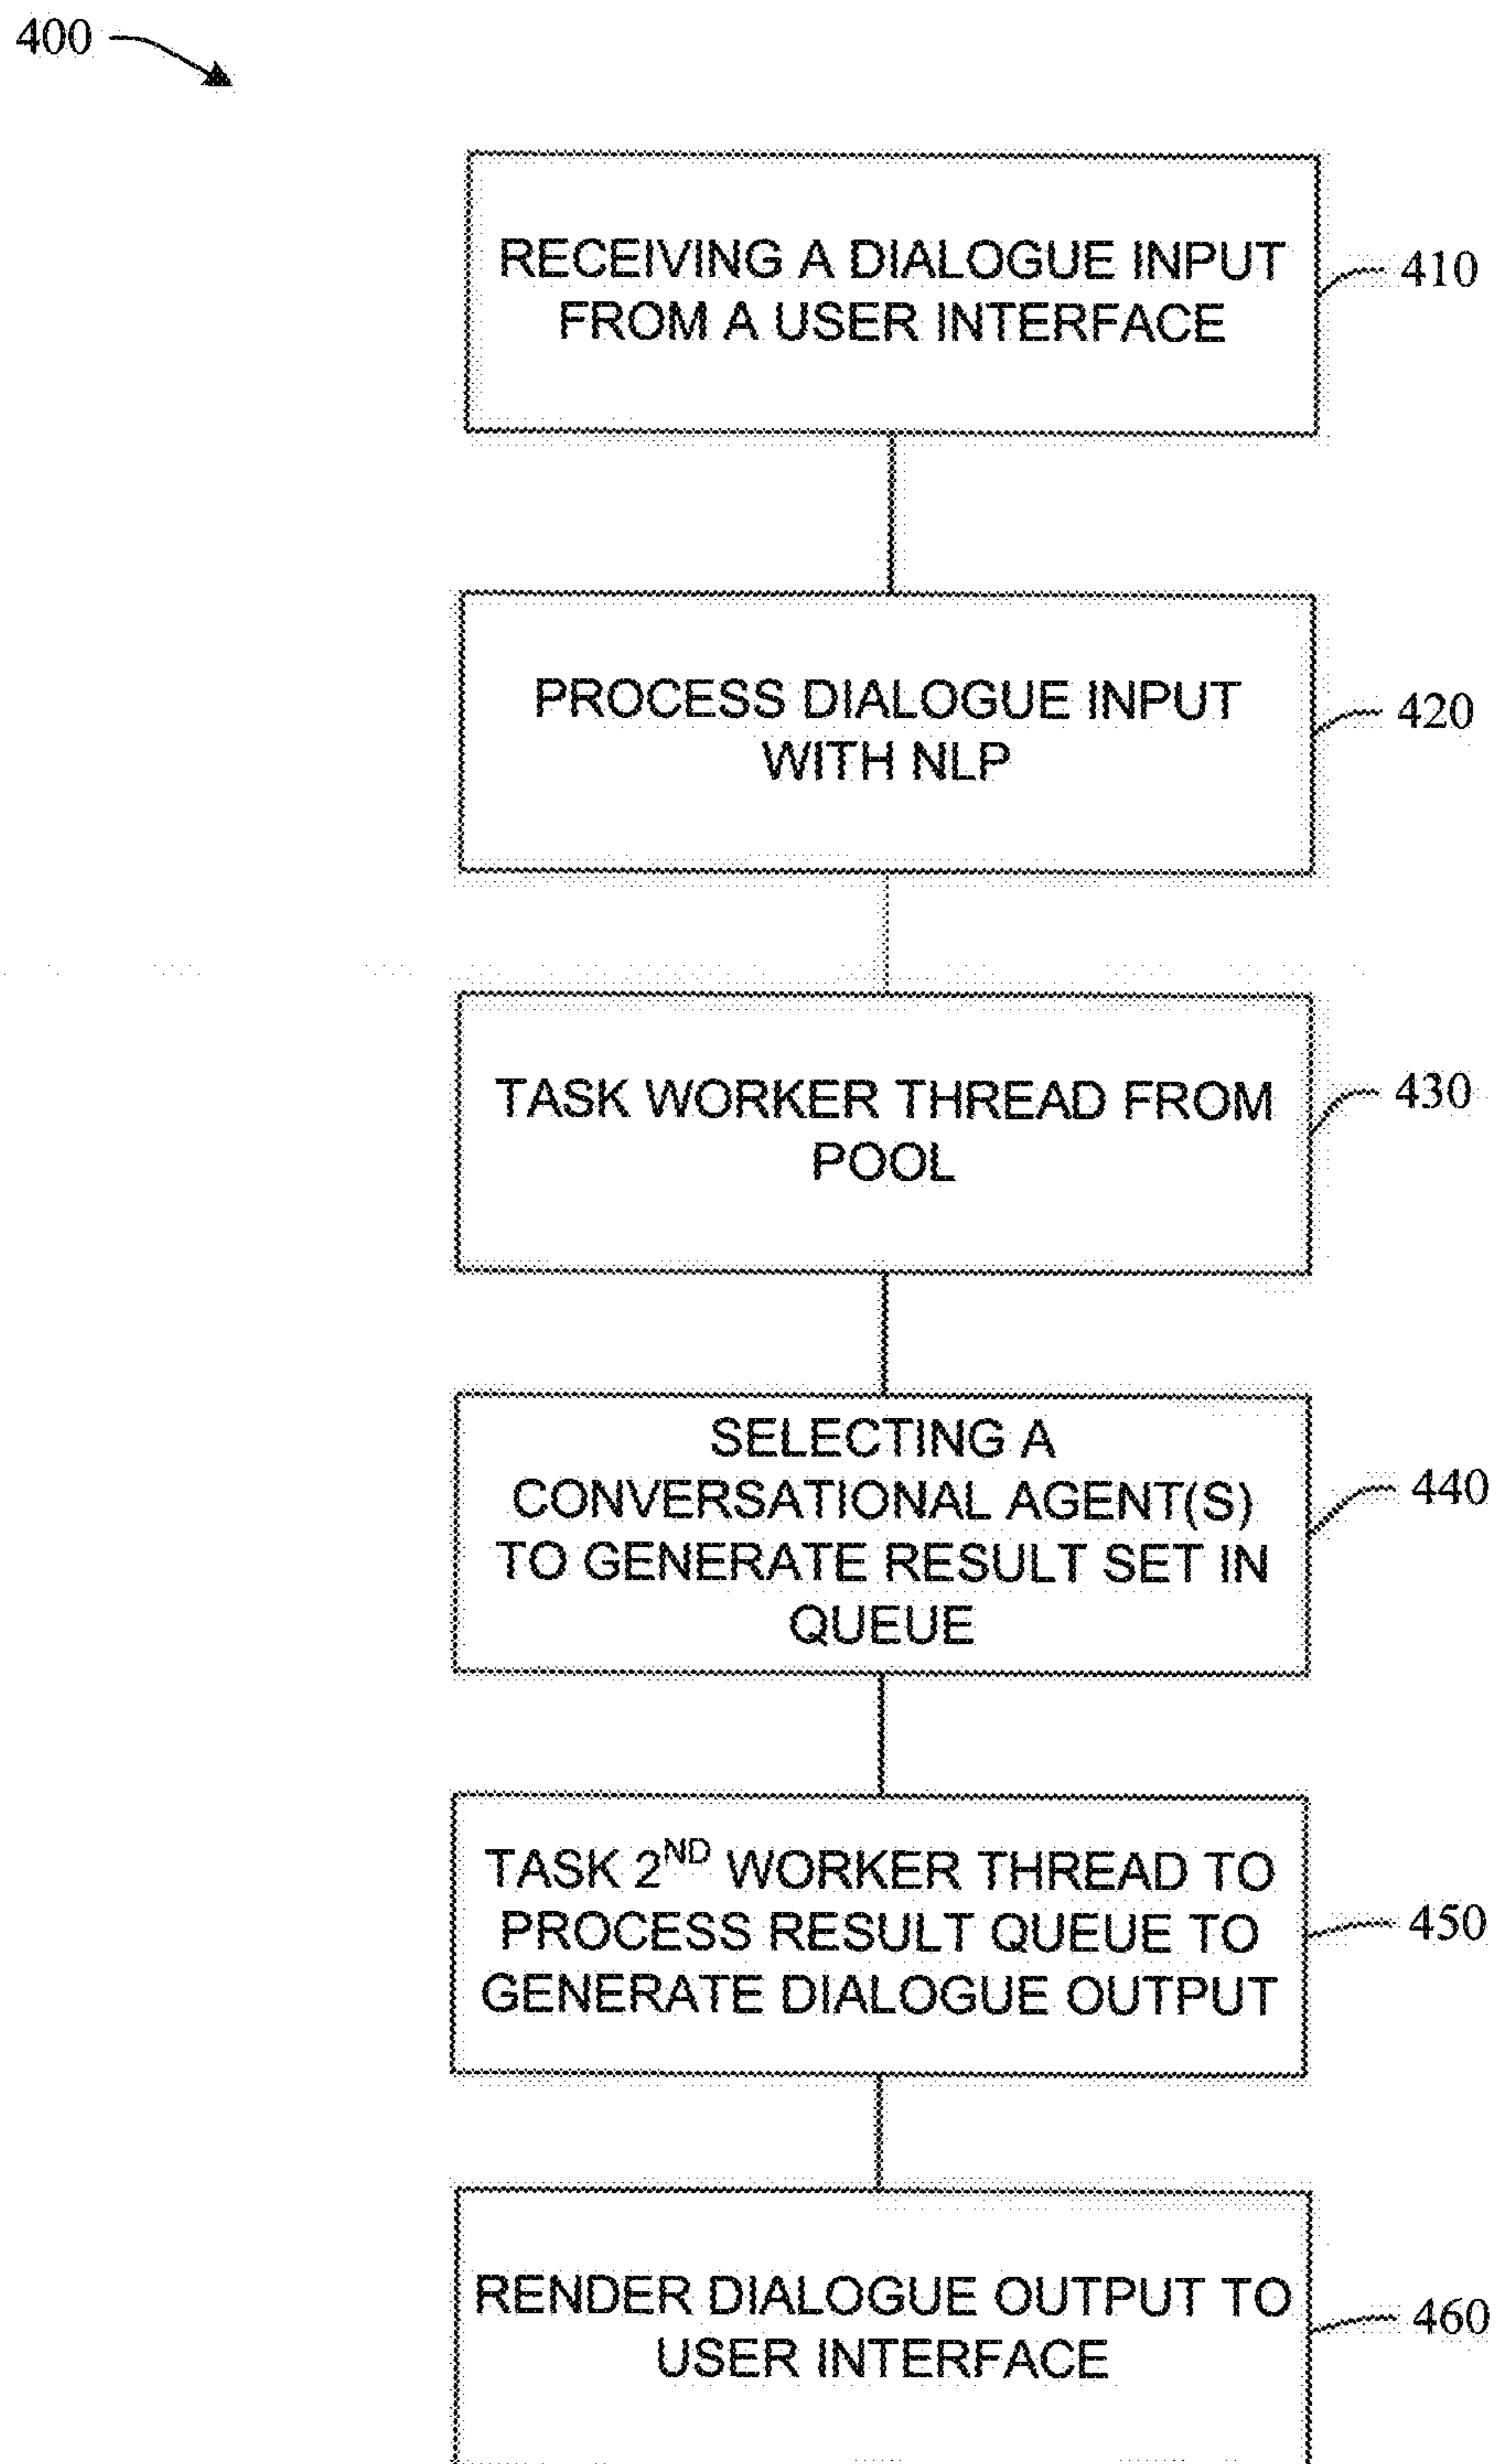 400
RECEIVING A DIALOGUE INPUT
FROM A USER INTERFACE
410
PROCESS DIALOGUE INPUT
WITH NLP
420
TASK WORKER THREAD FROM
POOL
430
SELECTING A
CONVERSATIONAL AGENT(S)
TO GENERATE RESULT SET IN
QUEUE
440
TASK 2ND WORKER THREAD TO
PROCESS RESULT QUEUE TO
GENERATE DIALOGUE OUTPUT
450
RENDER DIALOGUE OUTPUT TO
USER INTERFACE
460